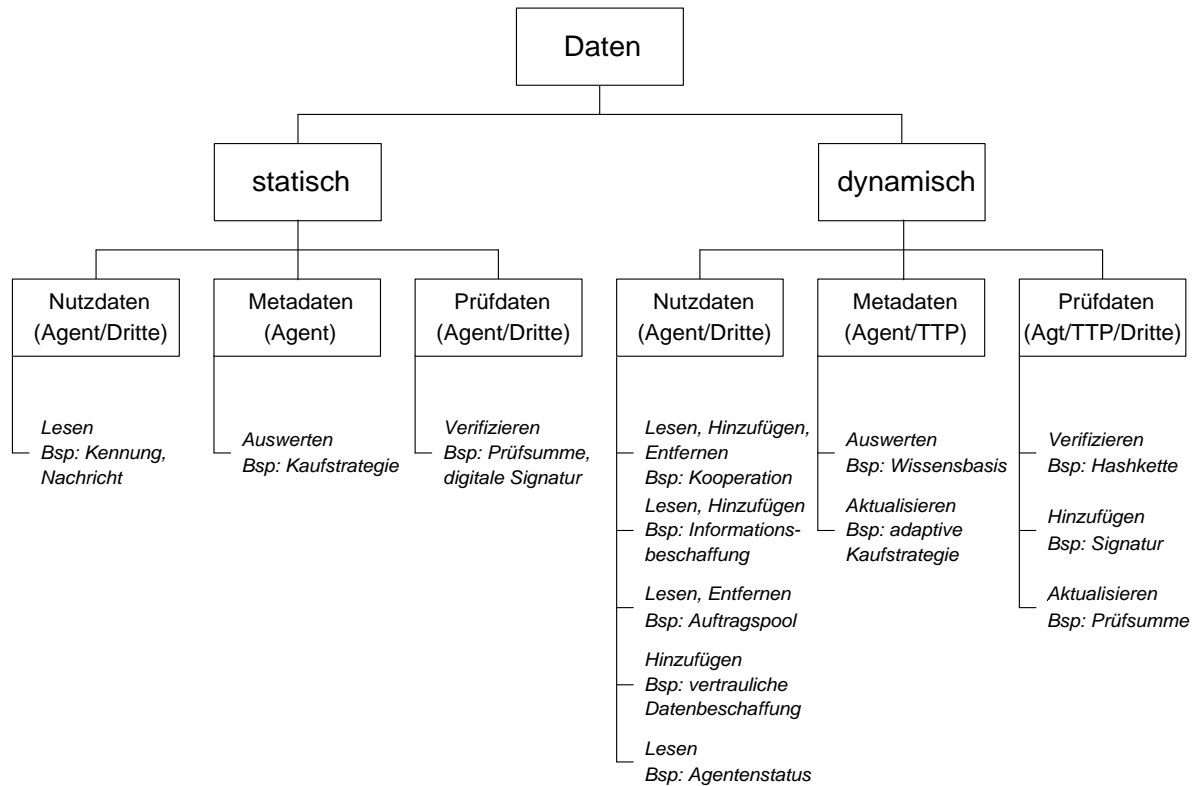 Daten
statisch
dynamisch
Nutzdaten
(Agent/Dritte)
Metadaten
(Agent)
Prüfdaten
(Agent/Dritte)
Nutzdaten
(Agent/Dritte)
Metadaten
(Agent/TTP)
Prüfdaten
(Agt/TTP/Dritte)
Lesen
Bsp: Kennung,
Nachricht
Auswerten
Bsp: Kaufstrategie
Verifizieren
Bsp: Prüfsumme,
digitale Signatur
Lesen, Hinzufügen,
Entfernen
Bsp: Kooperation
Lesen, Hinzufügen
Bsp: Informations-
beschaffung
Lesen, Entfernen
Bsp: Auftragspool
Hinzufügen
Bsp: vertrauliche
Datenbeschaffung
Lesen
Bsp: Agentenstatus
Auswerten
Bsp: Wissensbasis
Aktualisieren
Bsp: adaptive
Kaufstrategie
Verifizieren
Bsp: Hashkette
Hinzufügen
Bsp: Signatur
Aktualisieren
Bsp: Prüfsumme